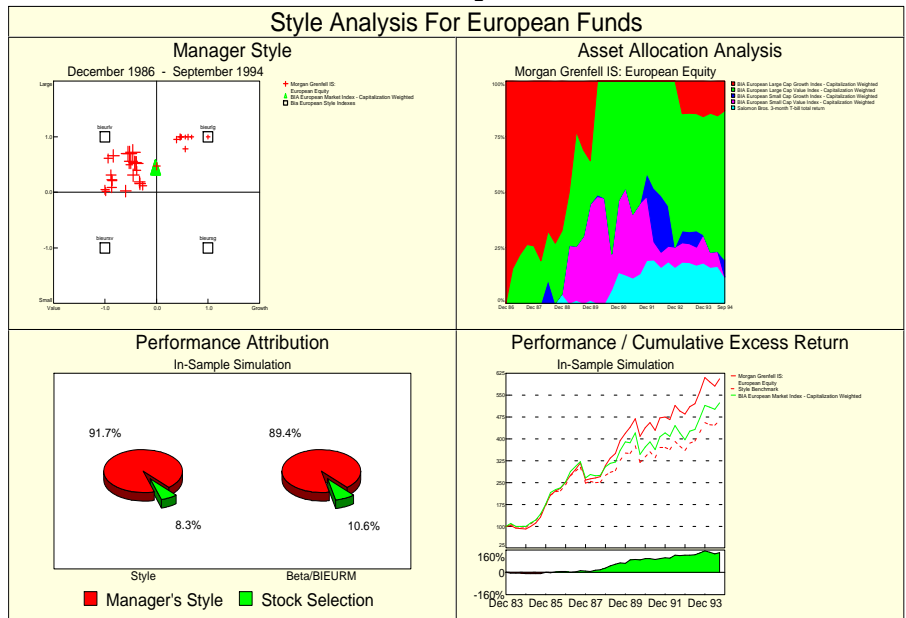 Style Analysis For European Funds
Manager Style
December 1986 - September 1994
Large
Morgan Grenfell IS:
European Equity
BIA European Market Index - Capitalization Weighted
Bia European Style Indexes
bieurlv
bieurlg
1.0
0.0
bieursv
bieursg
-1.0
Small
Value
-1.0
0.0
1.0
Growth
Asset Allocation Analysis
Morgan Grenfell IS: European Equity
BIA European Large Cap Growth Index - Capitalization Weighted
BIA European Large Cap Value Index - Capitalization Weighted
BIA European Small Cap Growth Index - Capitalization Weighted
BIA European Small Cap Value Index - Capitalization Weighted
Salomon Bros. 3-month T-bill total return
100%
75%
50%
25%
0%
Dec 86
Dec 87
Dec 88
Dec 89
Dec 90
Dec 91
Dec 92
Dec 93
Sep 94
Performance Attribution
In-Sample Simulation
91.7%
89.4%
8.3%
10.6%
Style
Beta/BIEURM
Manager's Style
Stock Selection
Performance / Cumulative Excess Return
In-Sample Simulation
Morgan Grenfell IS:
European Equity
Style Benchmark
BIA European Market Index - Capitalization Weighted
625
550
475
400
325
250
175
100
25
160%
0
-160%
Dec 83
Dec 85
Dec 87
Dec 89
Dec 91
Dec 93